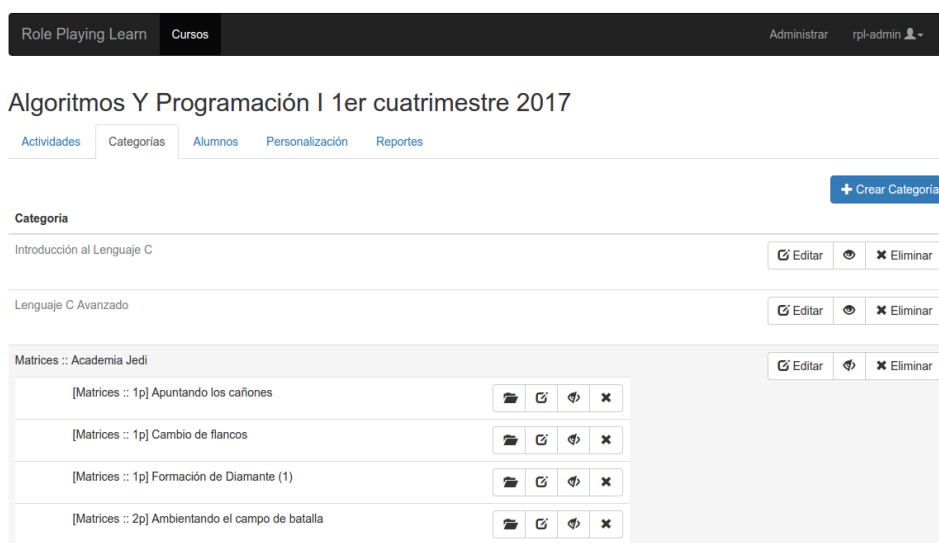 Role Playing Learn Cursos Administrar rpl-admin
Algoritmos Y Programación I 1er cuatrimestre 2017
Actividades Categorías Alumnos Personalización Reportes
Crear Categoría
Categoría
Introducción al Lenguaje C Editar Eliminar
Lenguaje C Avanzado Editar Eliminar
Matrices :: Academia Jedi Editar Eliminar
[Matrices :: 1p] Apuntando los cañones
[Matrices :: 1p] Cambio de flancos
[Matrices :: 1p] Formación de Diamante (1)
[Matrices :: 2p] Ambientando el campo de batalla